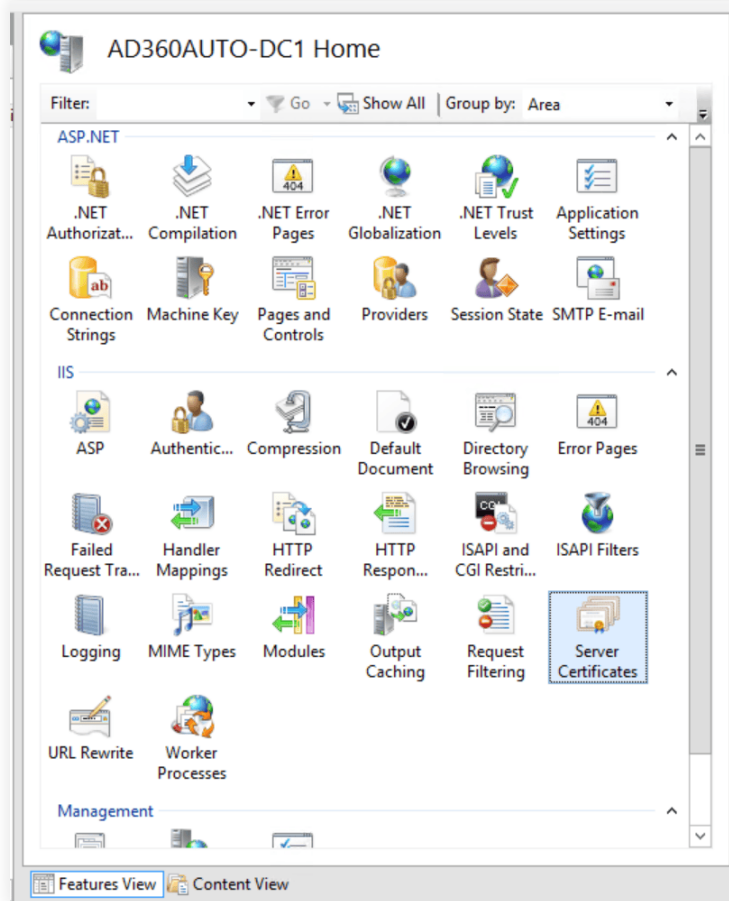 AD360AUTO-DC1 Home
Filter: Go Show All Group by: Area
ASP.NET
.NET Authorizat...
.NET Compilation
.NET Error Pages
.NET Globalization
.NET Trust Levels
Application Settings
Connection Strings
Machine Key
Pages and Controls
Providers
Session State
SMTP E-mail
IIS
ASP
Authentic...
Compression
Default Document
Directory Browsing
Error Pages
Failed Request Tra...
Handler Mappings
HTTP Redirect
HTTP Respon...
ISAPI and CGI Restri...
ISAPI Filters
Logging
MIME Types
Modules
Output Caching
Request Filtering
Server Certificates
URL Rewrite
Worker Processes
Management
Features View Content View